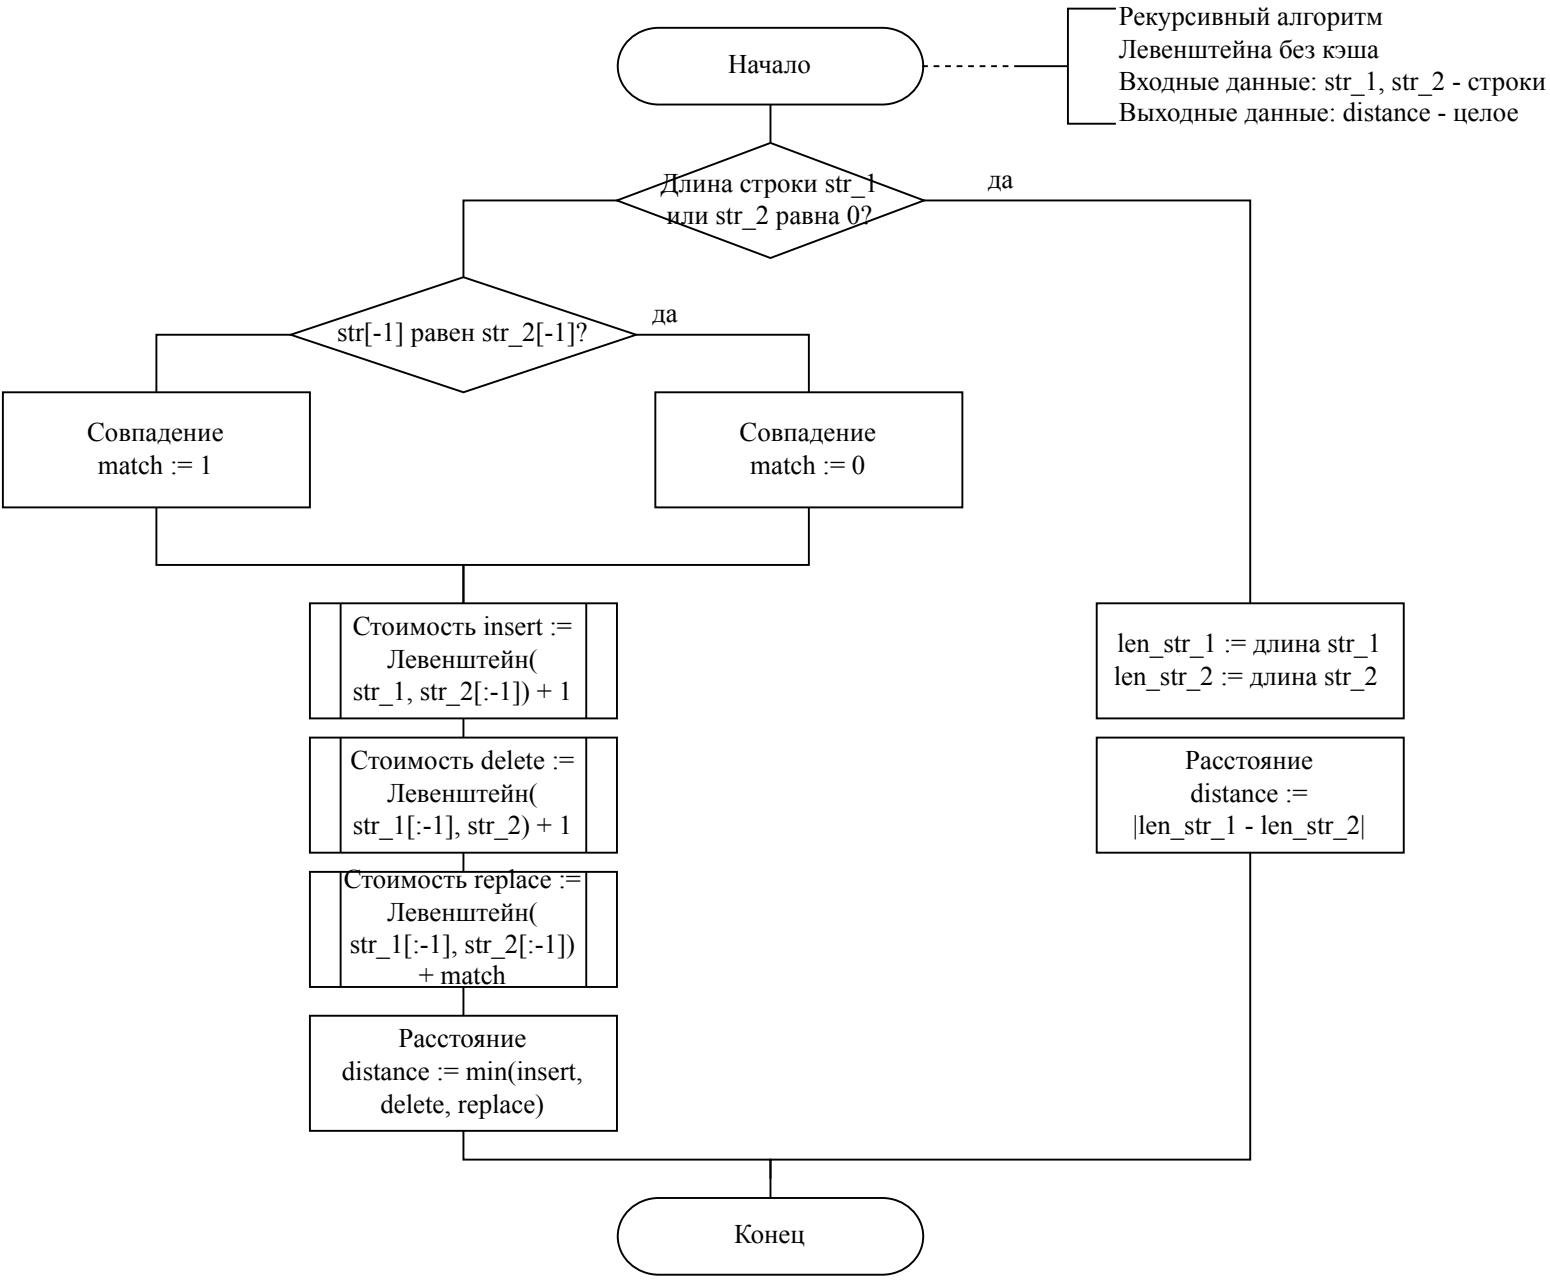 Начало
Рекурсивный алгоритм
Левенштейна без кэша
Входные данные: str_1, str_2 - строки
Выходные данные: distance - целое
Длина строки str_1
или str_2 равна 0?
да
str[-1] равен str_2[-1]?
да
Совпадение
match := 1
Совпадение
match := 0
Стоимость insert :=
Левенштейн(
str_1, str_2[:-1]) + 1
len_str_1 := длина str_1
len_str_2 := длина str_2
Стоимость delete :=
Левенштейн(
str_1[:-1], str_2) + 1
Расстояние
distance :=
|len_str_1 - len_str_2|
Стоимость replace :=
Левенштейн(
str_1[:-1], str_2[:-1])
+ match
Расстояние
distance := min(insert,
delete, replace)
Конец